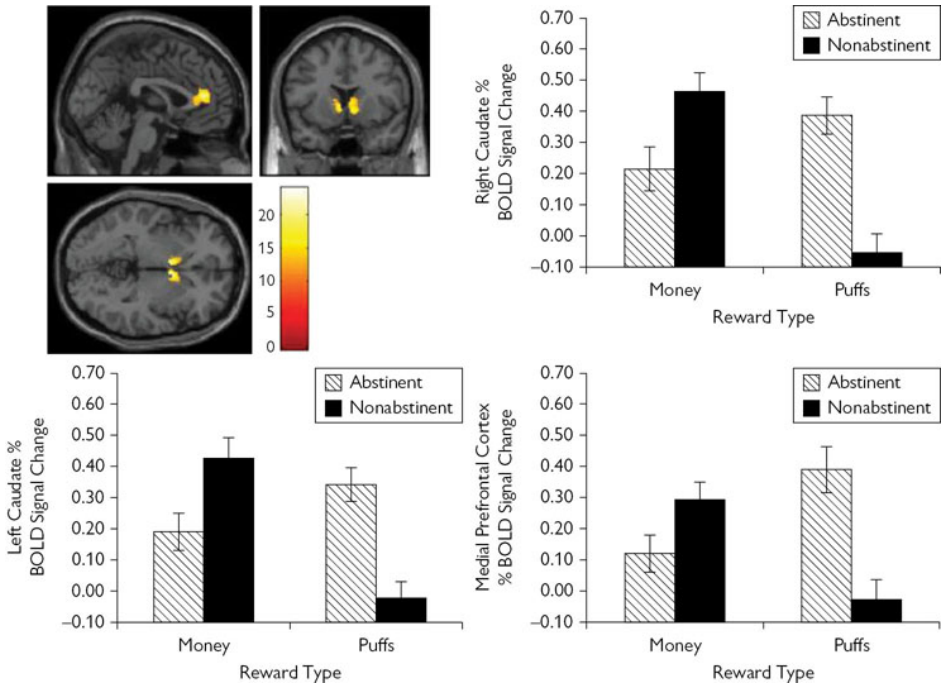 20
15
10
5
0
Right Caudate %
BOLD Signal Change
0.70
0.60
0.50
0.40
0.30
0.20
0.10
0.00
–0.10
Abstinent
Nonabstinent
Money
Puffs
Reward Type
Left Caudate %
BOLD Signal Change
0.70
0.60
0.50
0.40
0.30
0.20
0.10
0.00
–0.10
Abstinent
Nonabstinent
Money
Puffs
Reward Type
Medial Prefrontal Cortex
% BOLD Signal Change
0.70
0.60
0.50
0.40
0.30
0.20
0.10
0.00
–0.10
Abstinent
Nonabstinent
Money
Puffs
Reward Type